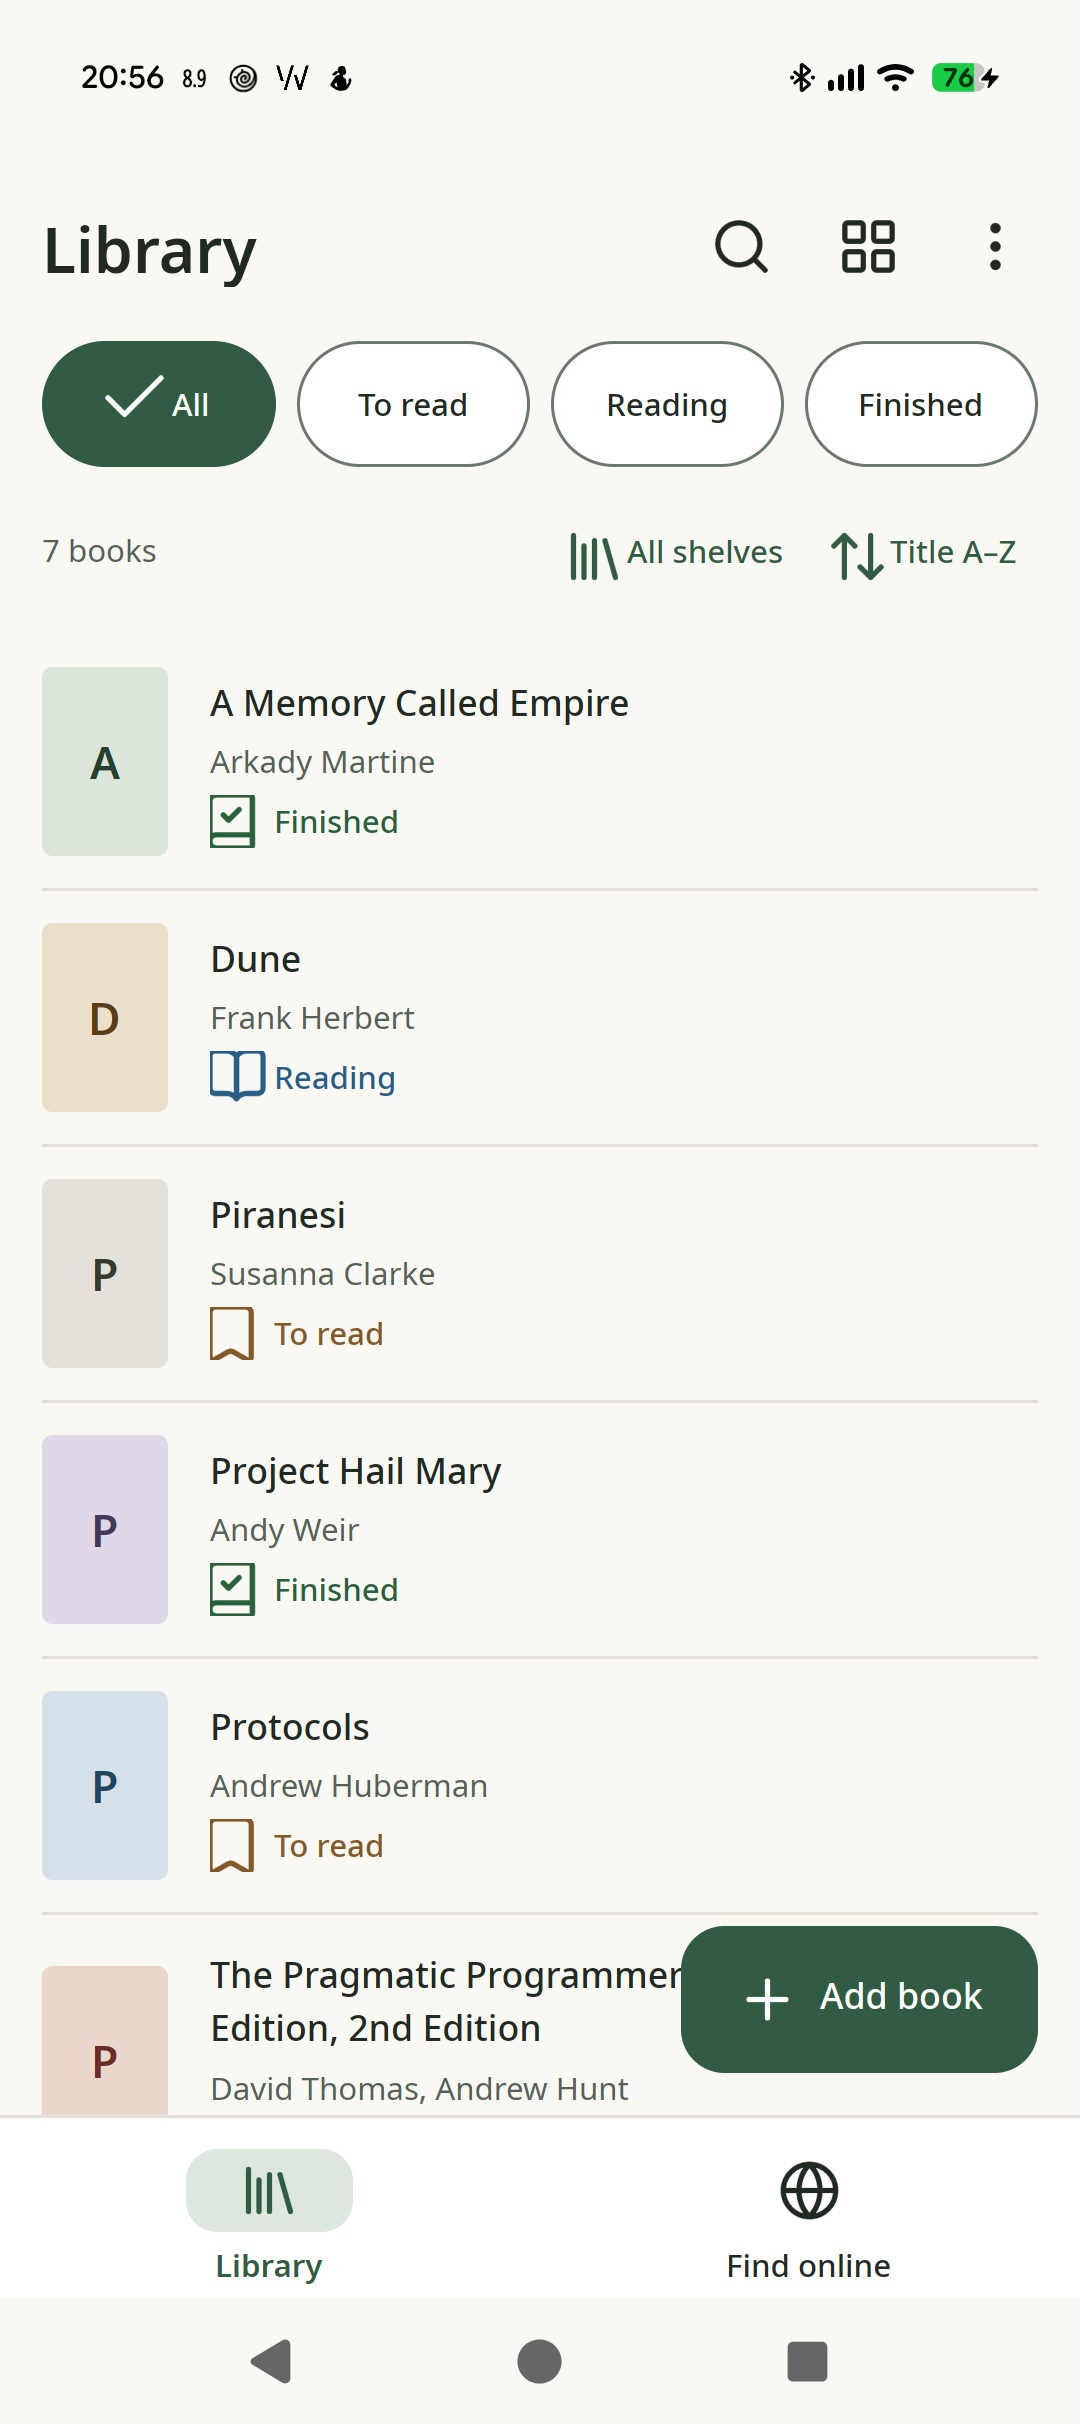 20:56 8.9 76
Library
All To read Reading Finished
7 books All shelves Title A–Z
A
A Memory Called Empire
Arkady Martine
Finished
D
Dune
Frank Herbert
Reading
P
Piranesi
Susanna Clarke
To read
P
Project Hail Mary
Andy Weir
Finished
P
Protocols
Andrew Huberman
To read
P
The Pragmatic Programmer
Edition, 2nd Edition
David Thomas, Andrew Hunt
Add book
Library Find online